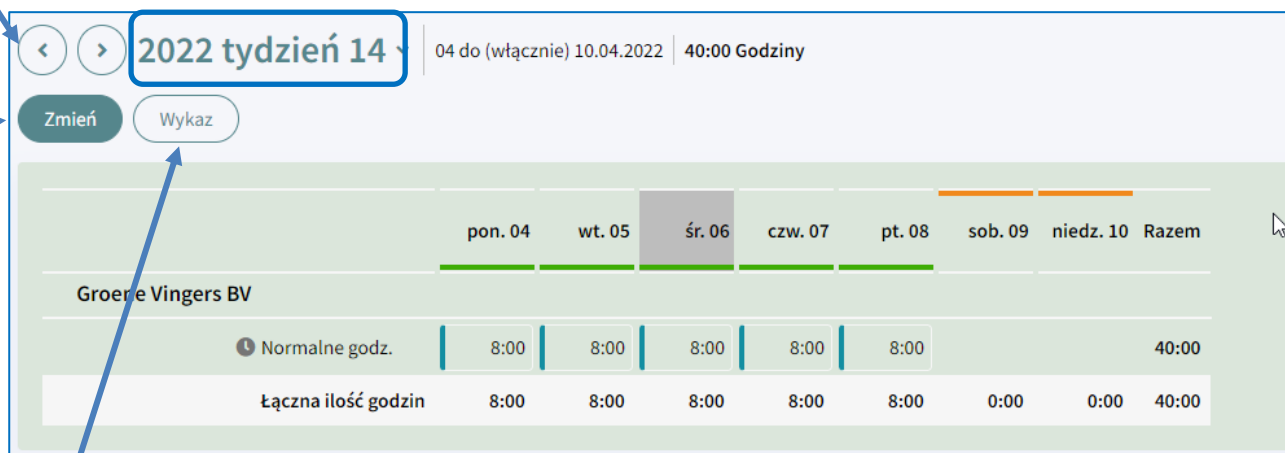 2022 tydzień 14 04 do (włącznie) 10.04.2022 40:00 Godziny
Zmień Wykaz
pon. 04 wt. 05 śr. 06 czw. 07 pt. 08 sob. 09 niedz. 10 Razem
Groene Vingers BV
Normalne godz. 8:00 8:00 8:00 8:00 8:00 40:00
Łączna ilość godzin 8:00 8:00 8:00 8:00 8:00 0:00 0:00 40:00